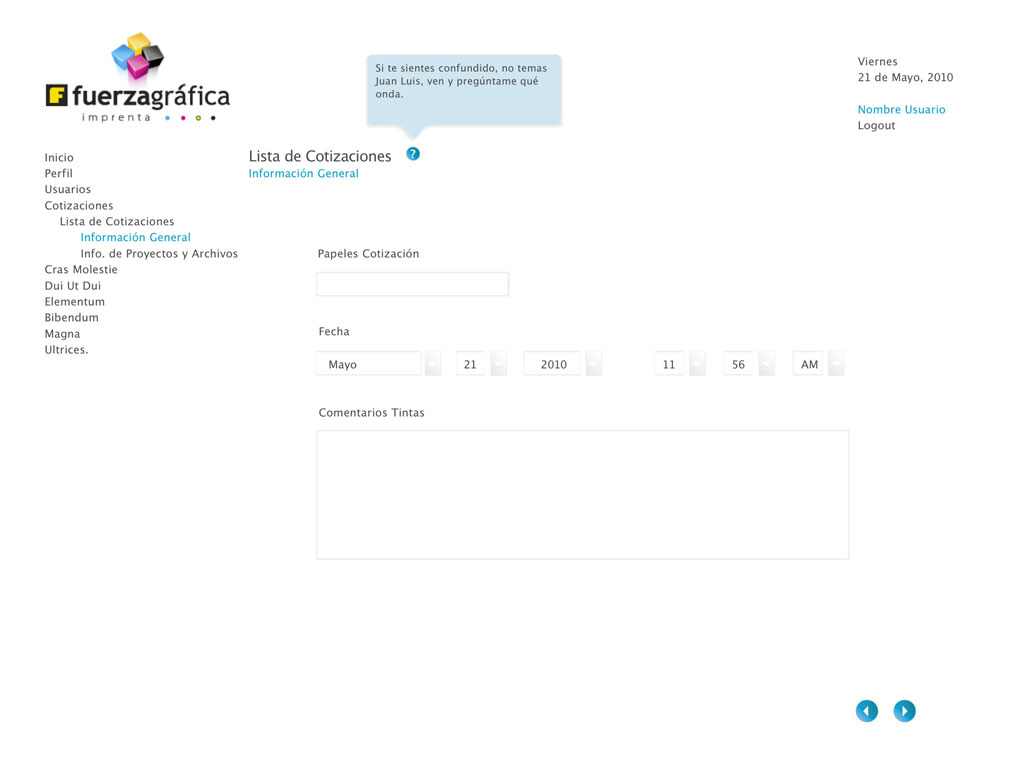 fuerzagráfica
imprenta
Si te sientes confundido, no temas
Juan Luis, ven y pregúntame qué
onda.
Viernes
21 de Mayo, 2010
Nombre Usuario
Logout
Inicio
Perfil
Usuarios
Cotizaciones
Lista de Cotizaciones
Información General
Info. de Proyectos y Archivos
Cras Molestie
Dui Ut Dui
Elementum
Bibendum
Magna
Ultrices.
Lista de Cotizaciones ?
Información General
Papeles Cotización
Fecha
Mayo 21 2010 11 56 AM
Comentarios Tintas